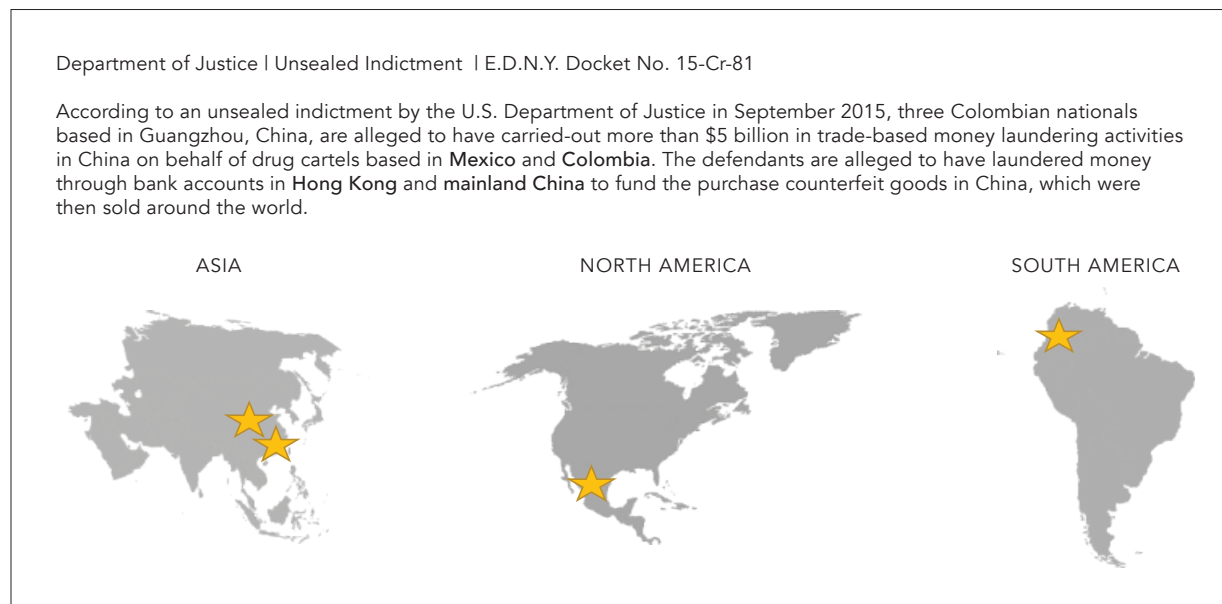 Department of Justice | Unsealed Indictment | E.D.N.Y. Docket No. 15-Cr-81
According to an unsealed indictment by the U.S. Department of Justice in September 2015, three Colombian nationals
based in Guangzhou, China, are alleged to have carried-out more than $5 billion in trade-based money laundering activities
in China on behalf of drug cartels based in Mexico and Colombia. The defendants are alleged to have laundered money
through bank accounts in Hong Kong and mainland China to fund the purchase counterfeit goods in China, which were
then sold around the world.
ASIA NORTH AMERICA SOUTH AMERICA